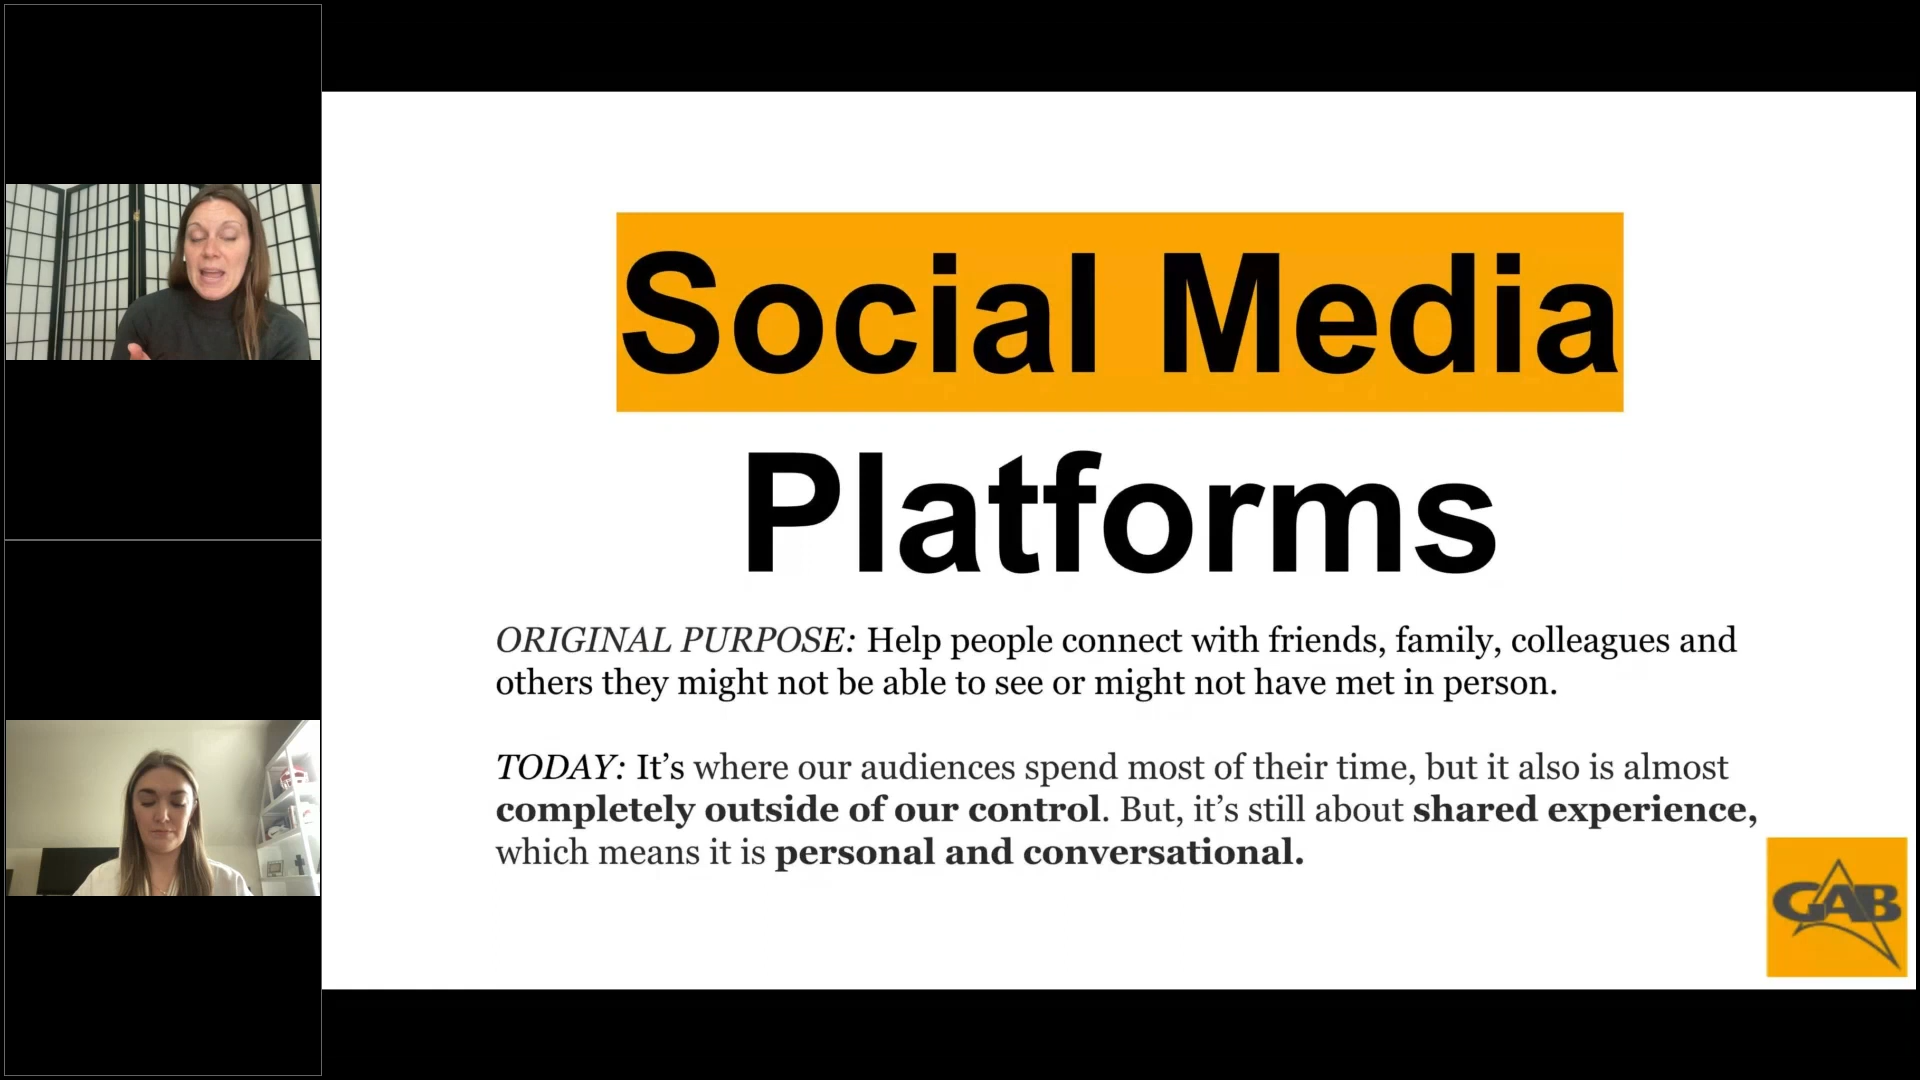 Social Media
Platforms
ORIGINAL PURPOSE: Help people connect with friends, family, colleagues and
others they might not be able to see or might not have met in person.
TODAY: It’s where our audiences spend most of their time, but it also is almost
completely outside of our control. But, it’s still about shared experience,
which means it is personal and conversational.
GAB